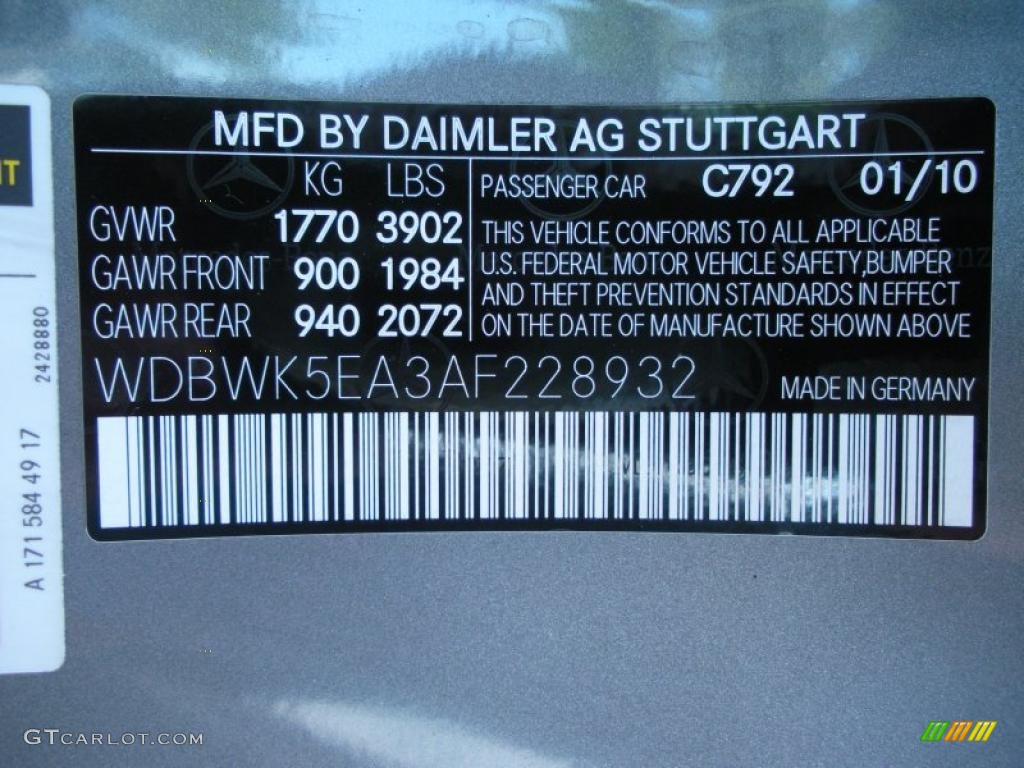 MFD BY DAIMLER AG STUTTGART
KG LBS
GVWR 1770 3902
GAWR FRONT 900 1984
GAWR REAR 940 2072
PASSENGER CAR C792 01/10
THIS VEHICLE CONFORMS TO ALL APPLICABLE
U.S. FEDERAL MOTOR VEHICLE SAFETY,BUMPER
AND THEFT PREVENTION STANDARDS IN EFFECT
ON THE DATE OF MANUFACTURE SHOWN ABOVE
WDBWK5EA3AF228932 MADE IN GERMANY
2428880
A 171 584 49 17
GTCARLOT.COM